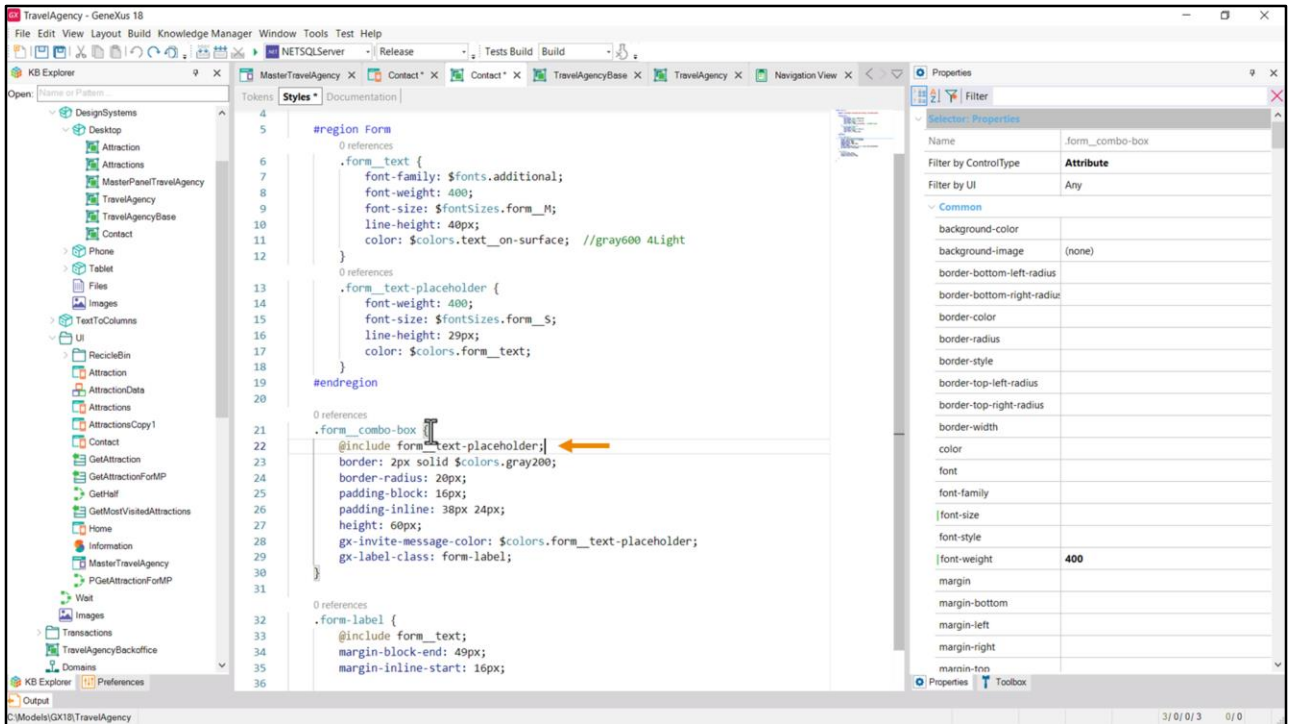 TravelAgency - GeneXus 18
File Edit View Layout Build Knowledge Manager Window Tools Test Help
NETSQLServer Release Tests Build Build
KB Explorer
Open: Name or Pattern
DesignSystems
Desktop
Attraction
Attractions
MasterPanelTravelAgency
TravelAgency
TravelAgencyBase
Contact
Phone
Tablet
Files
Images
TextToColumns
UI
RecicleBin
Attraction
AttractionData
Attractions
AttractionsCopy1
Contact
GetAttraction
GetAttractionForMP
GetHalf
GetMostVisitedAttractions
Home
Information
MasterTravelAgency
PGetAttractionForMP
Wait
Images
Transactions
TravelAgencyBackoffice
Domains
KB Explorer Preferences
MasterTravelAgency Contact * Contact * TravelAgencyBase TravelAgency Navigation View
Tokens Styles * Documentation
4
5 #region Form
0 references
6 .form__text {
7 font-family: $fonts.additional;
8 font-weight: 400;
9 font-size: $fontSizes.form__M;
10 line-height: 40px;
11 color: $colors.text__on-surface; //gray600 4Light
12 }
0 references
13 .form__text-placeholder {
14 font-weight: 400;
15 font-size: $fontSizes.form__S;
16 line-height: 29px;
17 color: $colors.form__text;
18 }
19 #endregion
20
0 references
21 .form__combo-box {
22 @include form__text-placeholder;
23 border: 2px solid $colors.gray200;
24 border-radius: 20px;
25 padding-block: 16px;
26 padding-inline: 38px 24px;
27 height: 60px;
28 gx-invite-message-color: $colors.form__text-placeholder;
29 gx-label-class: form-label;
30 }
31
0 references
32 .form-label {
33 @include form__text;
34 margin-block-end: 49px;
35 margin-inline-start: 16px;
36
Properties
Filter
Selector: Properties
Name .form__combo-box
Filter by ControlType Attribute
Filter by UI Any
Common
background-color
background-image (none)
border-bottom-left-radius
border-bottom-right-radius
border-color
border-radius
border-style
border-top-left-radius
border-top-right-radius
border-width
color
font
font-family
font-size
font-style
font-weight 400
margin
margin-bottom
margin-left
margin-right
margin-top
Properties Toolbox
Output
C:\Models\GX18\TravelAgency 3/0/0/3 0/0